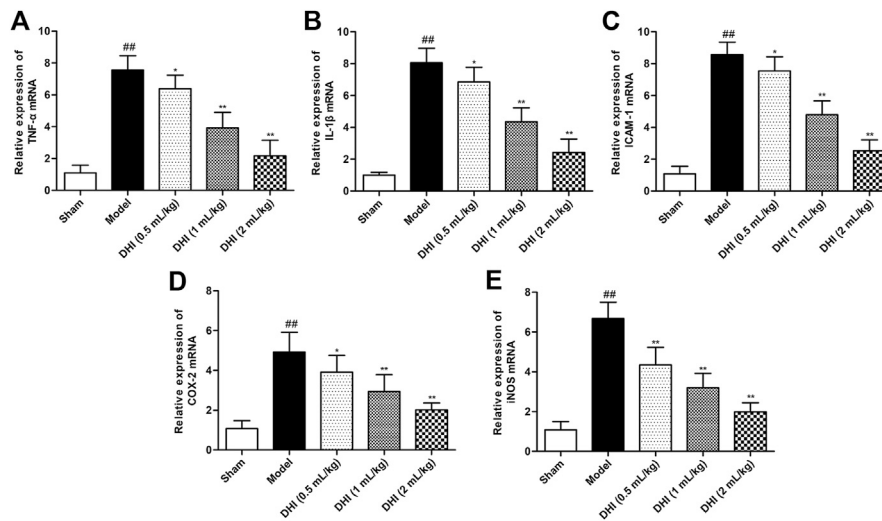 A
Relative expression of
TNF-α mRNA
10
8
6
4
2
0
##
*
**
**
Sham
Model
DHI (0.5 mL/kg)
DHI (1 mL/kg)
DHI (2 mL/kg)
B
Relative expression of
IL-1β mRNA
10
8
6
4
2
0
##
*
**
**
Sham
Model
DHI (0.5 mL/kg)
DHI (1 mL/kg)
DHI (2 mL/kg)
C
Relative expression of
ICAM-1 mRNA
10
8
6
4
2
0
##
*
**
**
Sham
Model
DHI (0.5 mL/kg)
DHI (1 mL/kg)
DHI (2 mL/kg)
D
Relative expression of
COX-2 mRNA
8
6
4
2
0
##
*
**
**
Sham
Model
DHI (0.5 mL/kg)
DHI (1 mL/kg)
DHI (2 mL/kg)
E
Relative expression of
iNOS mRNA
8
6
4
2
0
##
**
**
**
Sham
Model
DHI (0.5 mL/kg)
DHI (1 mL/kg)
DHI (2 mL/kg)